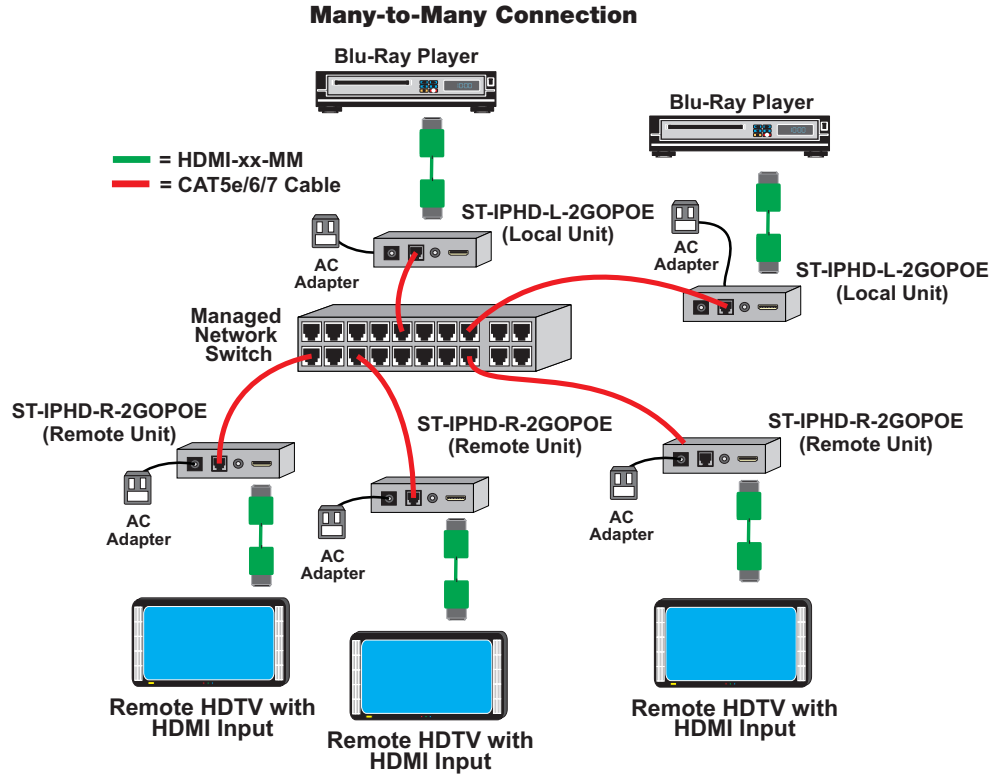 Many-to-Many Connection
Blu-Ray Player
Blu-Ray Player
= HDMI-xx-MM
= CAT5e/6/7 Cable
ST-IPHD-L-2GOPOE
(Local Unit)
AC
Adapter
AC
Adapter
ST-IPHD-L-2GOPOE
(Local Unit)
Managed
Network
Switch
ST-IPHD-R-2GOPOE
(Remote Unit)
ST-IPHD-R-2GOPOE
(Remote Unit)
ST-IPHD-R-2GOPOE
(Remote Unit)
AC
Adapter
AC
Adapter
AC
Adapter
Remote HDTV with
HDMI Input
Remote HDTV with
HDMI Input
Remote HDTV with
HDMI Input